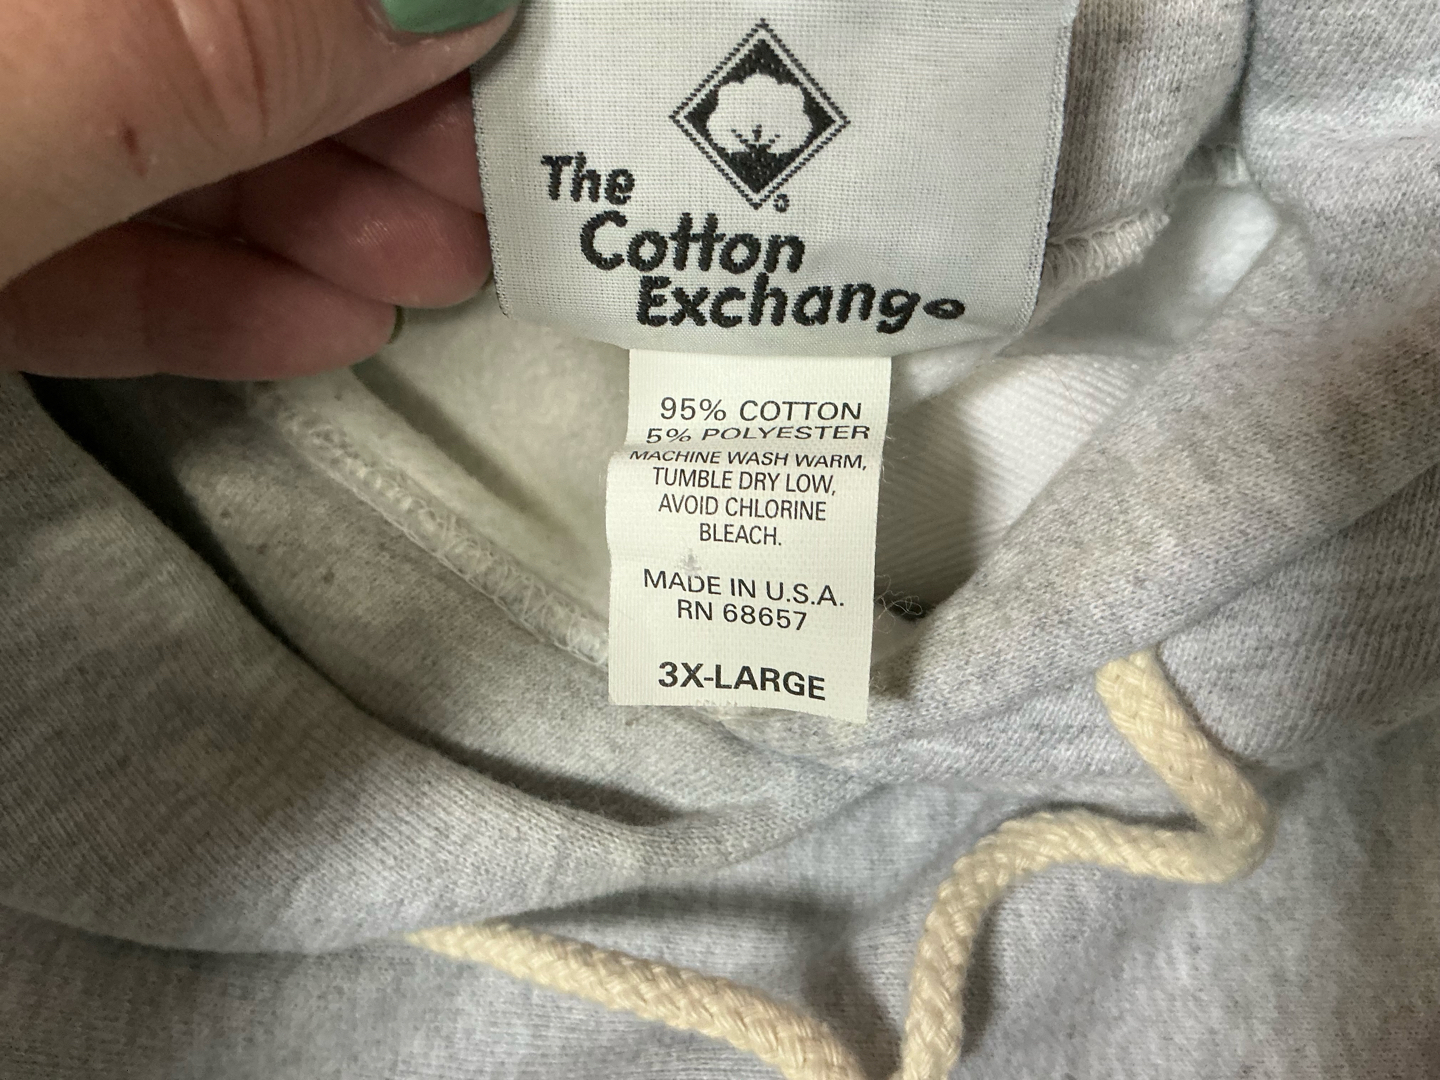 The
Cotton
Exchange
95% COTTON
5% POLYESTER
MACHINE WASH WARM,
TUMBLE DRY LOW,
AVOID CHLORINE
BLEACH.
MADE IN U.S.A.
RN 68657
3X-LARGE